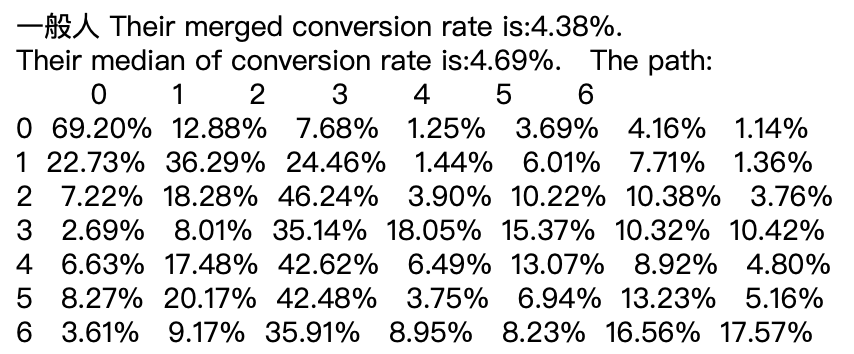 一般人 Their merged conversion rate is:4.38%.
Their median of conversion rate is:4.69%. The path:
0 1 2 3 4 5 6
0 69.20% 12.88% 7.68% 1.25% 3.69% 4.16% 1.14%
1 22.73% 36.29% 24.46% 1.44% 6.01% 7.71% 1.36%
2 7.22% 18.28% 46.24% 3.90% 10.22% 10.38% 3.76%
3 2.69% 8.01% 35.14% 18.05% 15.37% 10.32% 10.42%
4 6.63% 17.48% 42.62% 6.49% 13.07% 8.92% 4.80%
5 8.27% 20.17% 42.48% 3.75% 6.94% 13.23% 5.16%
6 3.61% 9.17% 35.91% 8.95% 8.23% 16.56% 17.57%